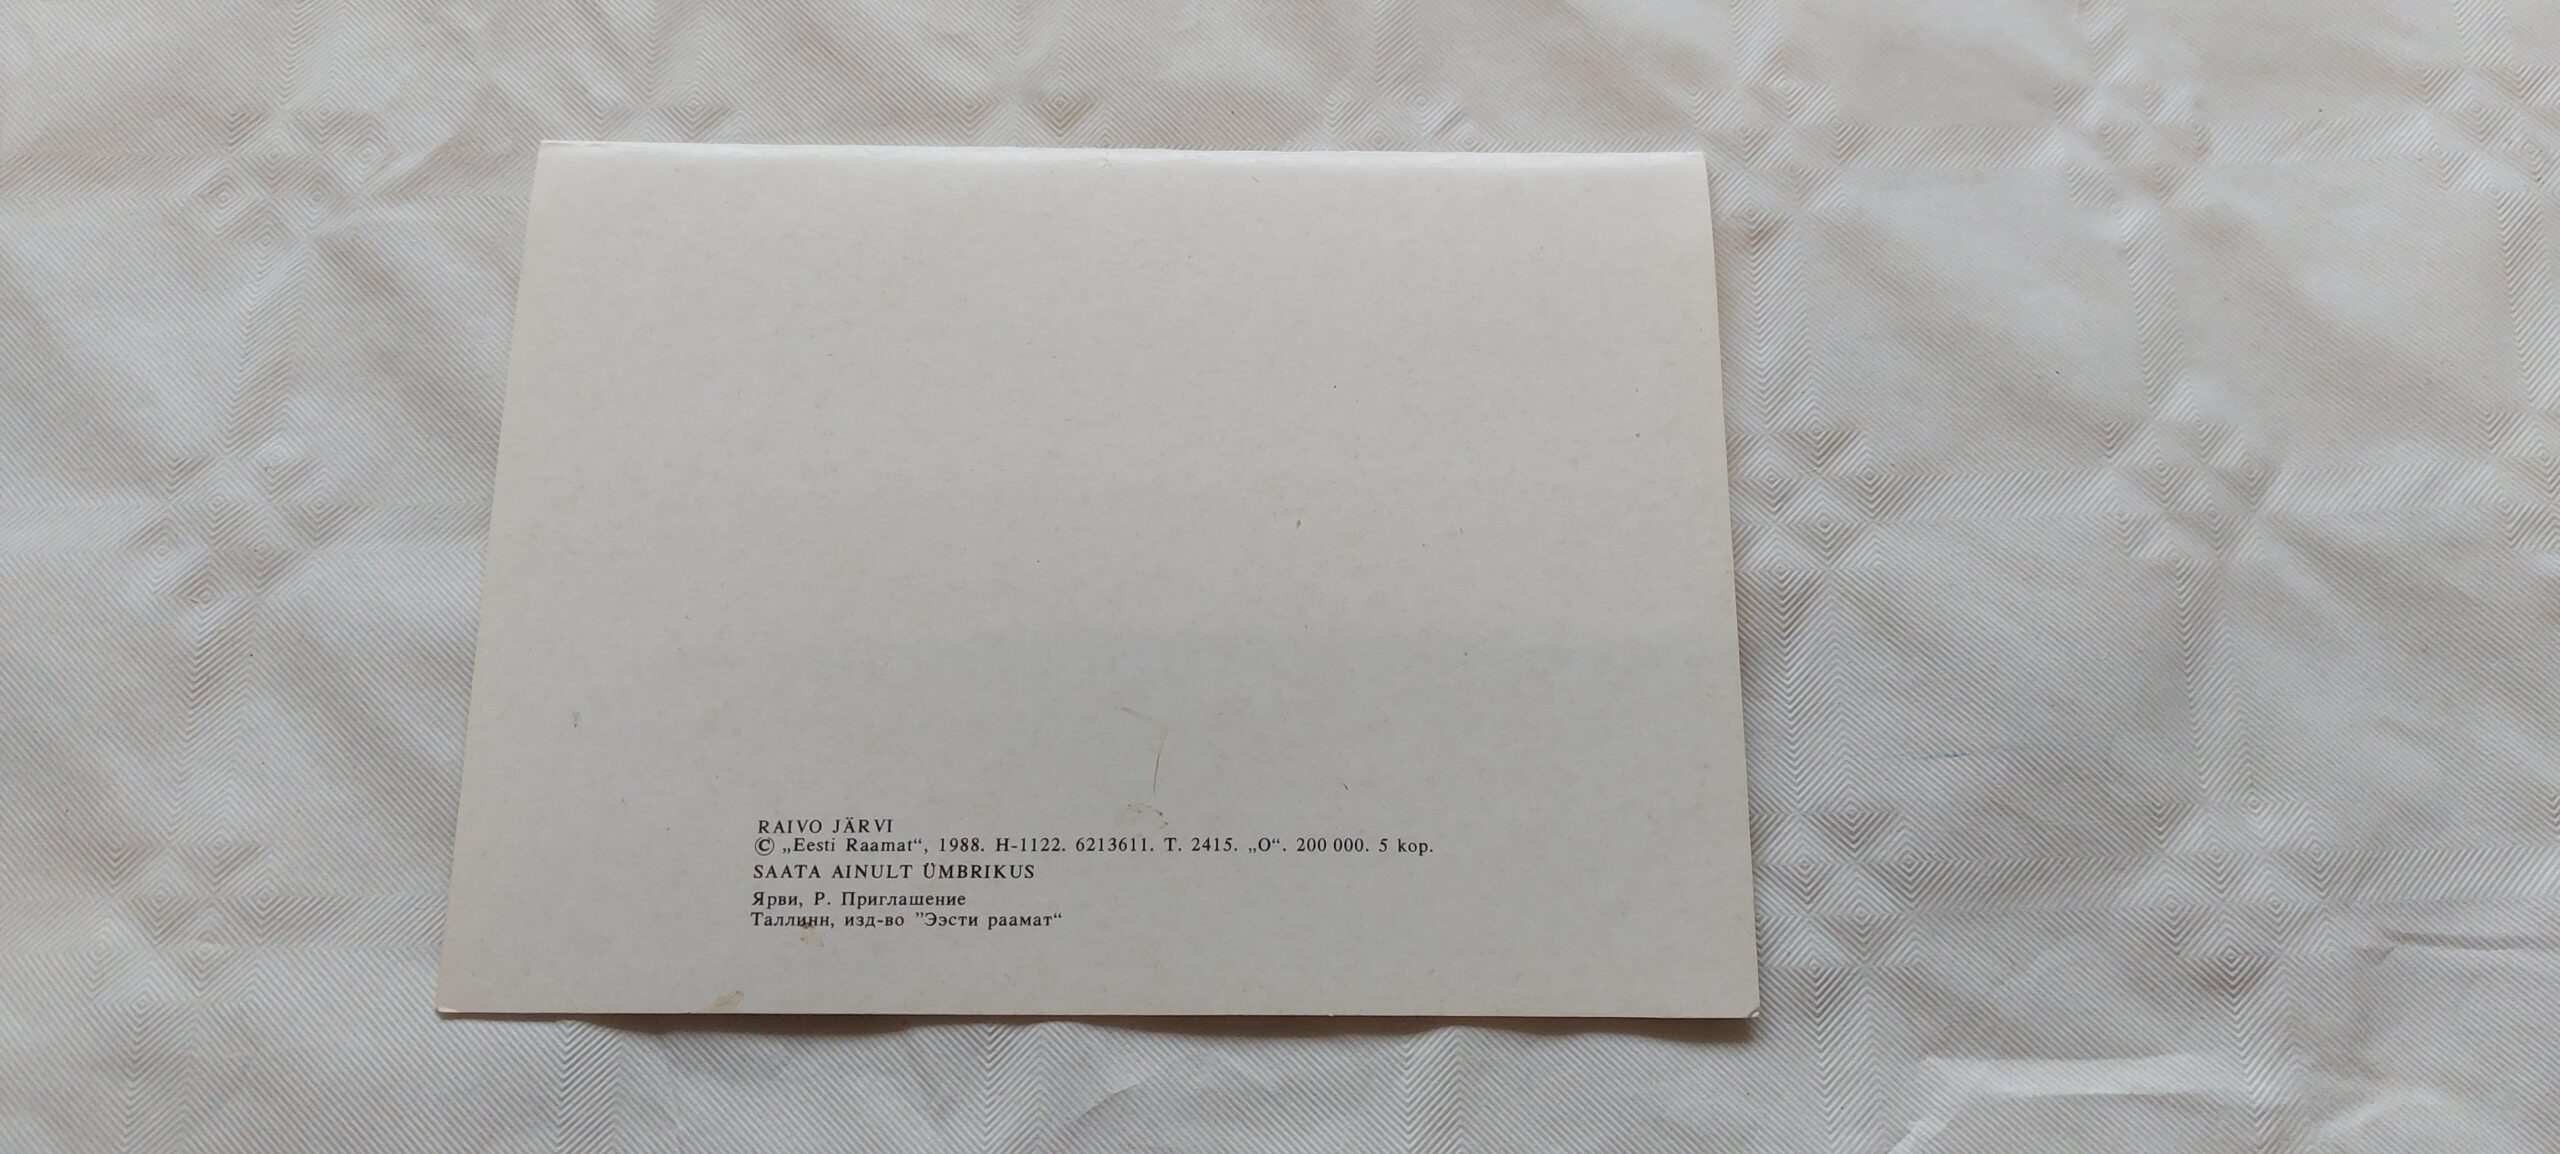 RAIVO JÄRVI
© „Eesti Raamat“, 1988. H-1122. 6213611. T. 2415. „O“. 200 000. 5 kop.
SAATA AINULT ÜMBRIKUS
Ярви, Р. Приглашение
Таллинн, изд-во ”Ээсти раамат“